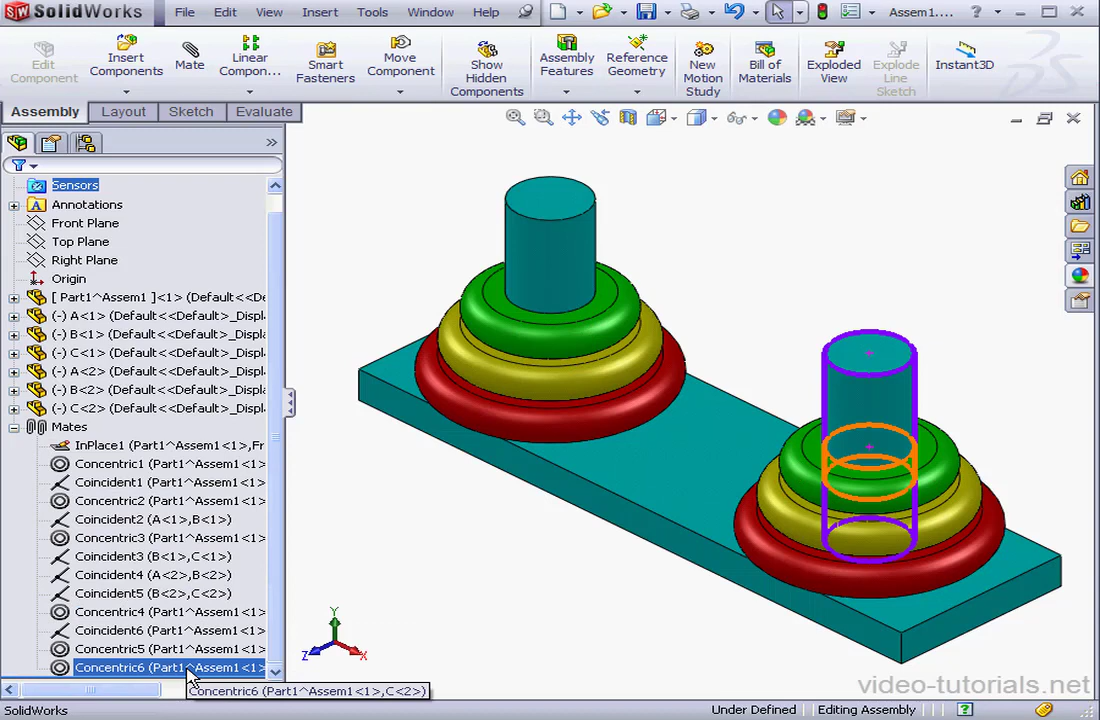 SolidWorks File Edit View Insert Tools Window Help Assem1.... ?
Edit Component
Insert Components
Mate
Linear Compon...
Smart Fasteners
Move Component
Show Hidden Components
Assembly Features
Reference Geometry
New Motion Study
Bill of Materials
Exploded View
Explode Line Sketch
Instant3D
Assembly Layout Sketch Evaluate
»
Sensors
Annotations
Front Plane
Top Plane
Right Plane
Origin
[ Part1^Assem1 ]<1> (Default<<De
(-) A<1> (Default<<Default>_Displ
(-) B<1> (Default<<Default>_Displ
(-) C<1> (Default<<Default>_Displ
(-) A<2> (Default<<Default>_Displ
(-) B<2> (Default<<Default>_Displ
(-) C<2> (Default<<Default>_Displ
Mates
InPlace1 (Part1^Assem1<1>,Fr
Concentric1 (Part1^Assem1<1>
Coincident1 (Part1^Assem1<1>
Concentric2 (Part1^Assem1<1>
Coincident2 (A<1>,B<1>)
Concentric3 (Part1^Assem1<1>
Coincident3 (B<1>,C<1>)
Coincident4 (A<2>,B<2>)
Coincident5 (B<2>,C<2>)
Concentric4 (Part1^Assem1<1>
Coincident6 (Part1^Assem1<1>
Concentric5 (Part1^Assem1<1>
Concentric6 (Part1^Assem1<1>
Concentric6 (Part1^Assem1<1>,C<2>)
Y
Z X
video-tutorials.net
SolidWorks Under Defined Editing Assembly ?